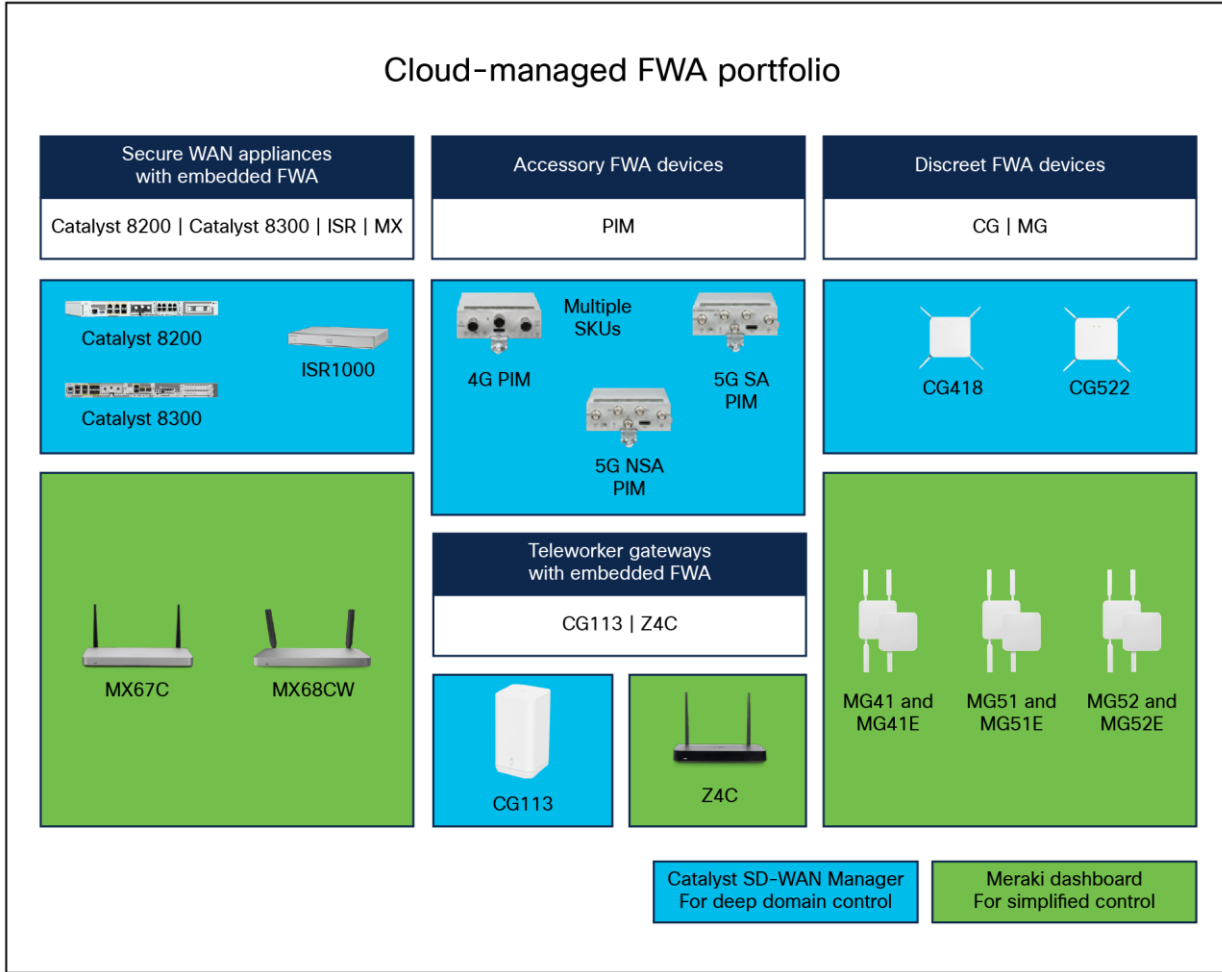 Cloud-managed FWA portfolio
Secure WAN appliances
with embedded FWA
Catalyst 8200 | Catalyst 8300 | ISR | MX
Catalyst 8200
ISR1000
Catalyst 8300
MX67C
MX68CW
Accessory FWA devices
PIM
Multiple
SKUs
4G PIM
5G SA
PIM
5G NSA
PIM
Teleworker gateways
with embedded FWA
CG113 | Z4C
CG113
Z4C
Discreet FWA devices
CG | MG
CG418
CG522
MG41 and
MG41E
MG51 and
MG51E
MG52 and
MG52E
Catalyst SD-WAN Manager
For deep domain control
Meraki dashboard
For simplified control